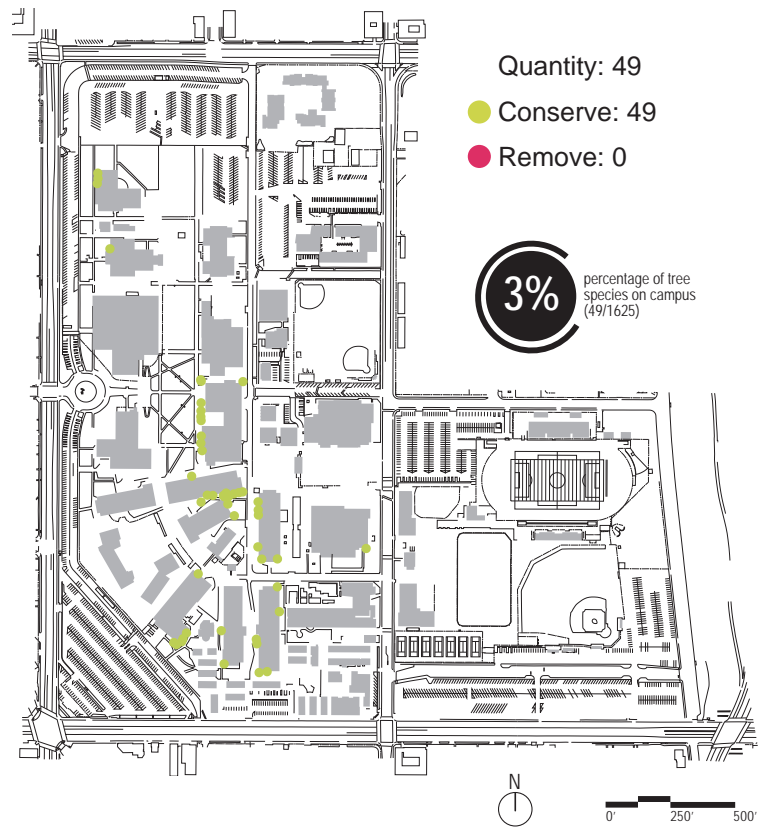 Quantity: 49
Conserve: 49
Remove: 0
3%
percentage of tree
species on campus
(49/1625)
N
0' 250' 500'